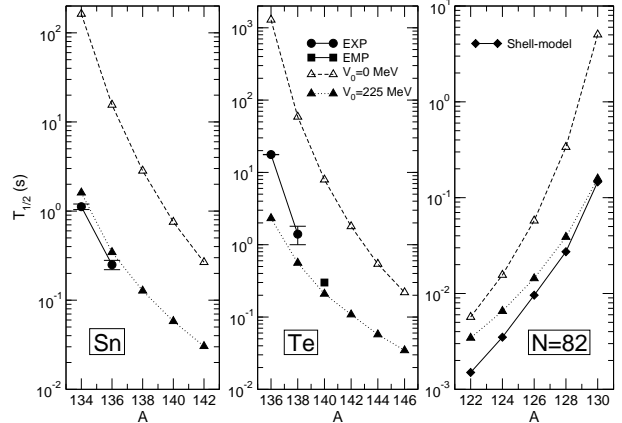 T1/2 (s)
10²
10¹
10⁰
10⁻¹
10⁻²
134 136 138 140 142
A
Sn
10³
10²
10¹
10⁰
10⁻¹
10⁻²
136 138 140 142 144 146
A
Te
EXP
EMP
V₀=0 MeV
V₀=225 MeV
10¹
10⁰
10⁻¹
10⁻²
10⁻³
122 124 126 128 130
A
N=82
Shell-model